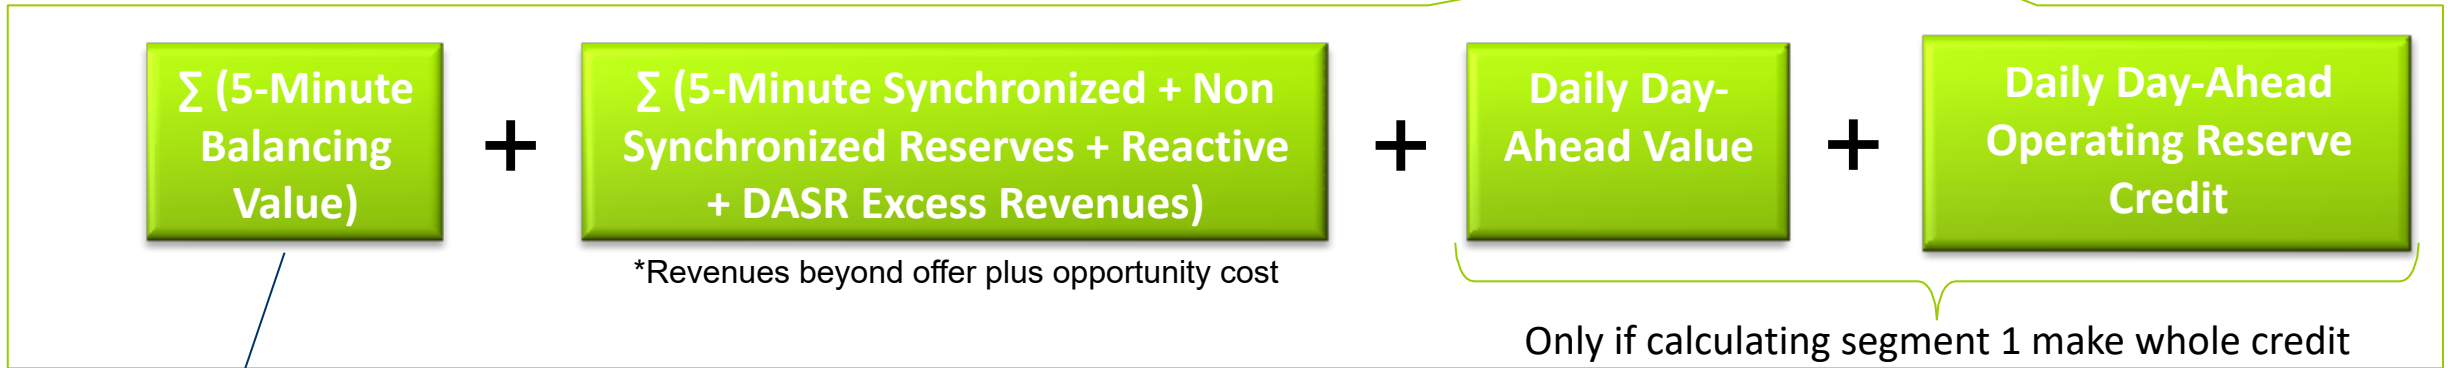 ∑ (5-Minute
Balancing
Value)
+
∑ (5-Minute Synchronized + Non
Synchronized Reserves + Reactive
+ DASR Excess Revenues)
+
Daily Day-
Ahead Value
+
Daily Day-Ahead
Operating Reserve
Credit
*Revenues beyond offer plus opportunity cost
Only if calculating segment 1 make whole credit